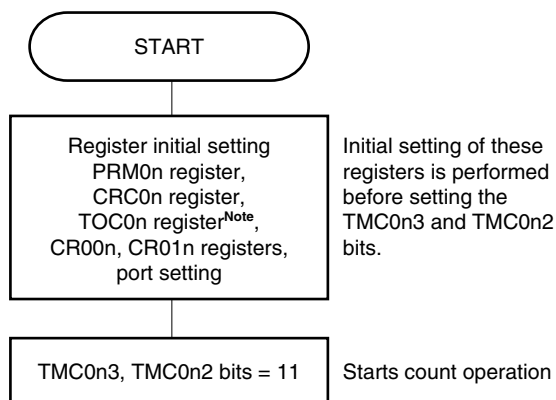 START
Register initial setting
PRM0n register,
CRC0n register,
TOC0n registerNote,
CR00n, CR01n registers,
port setting
Initial setting of these
registers is performed
before setting the
TMC0n3 and TMC0n2
bits.
TMC0n3, TMC0n2 bits = 11
Starts count operation